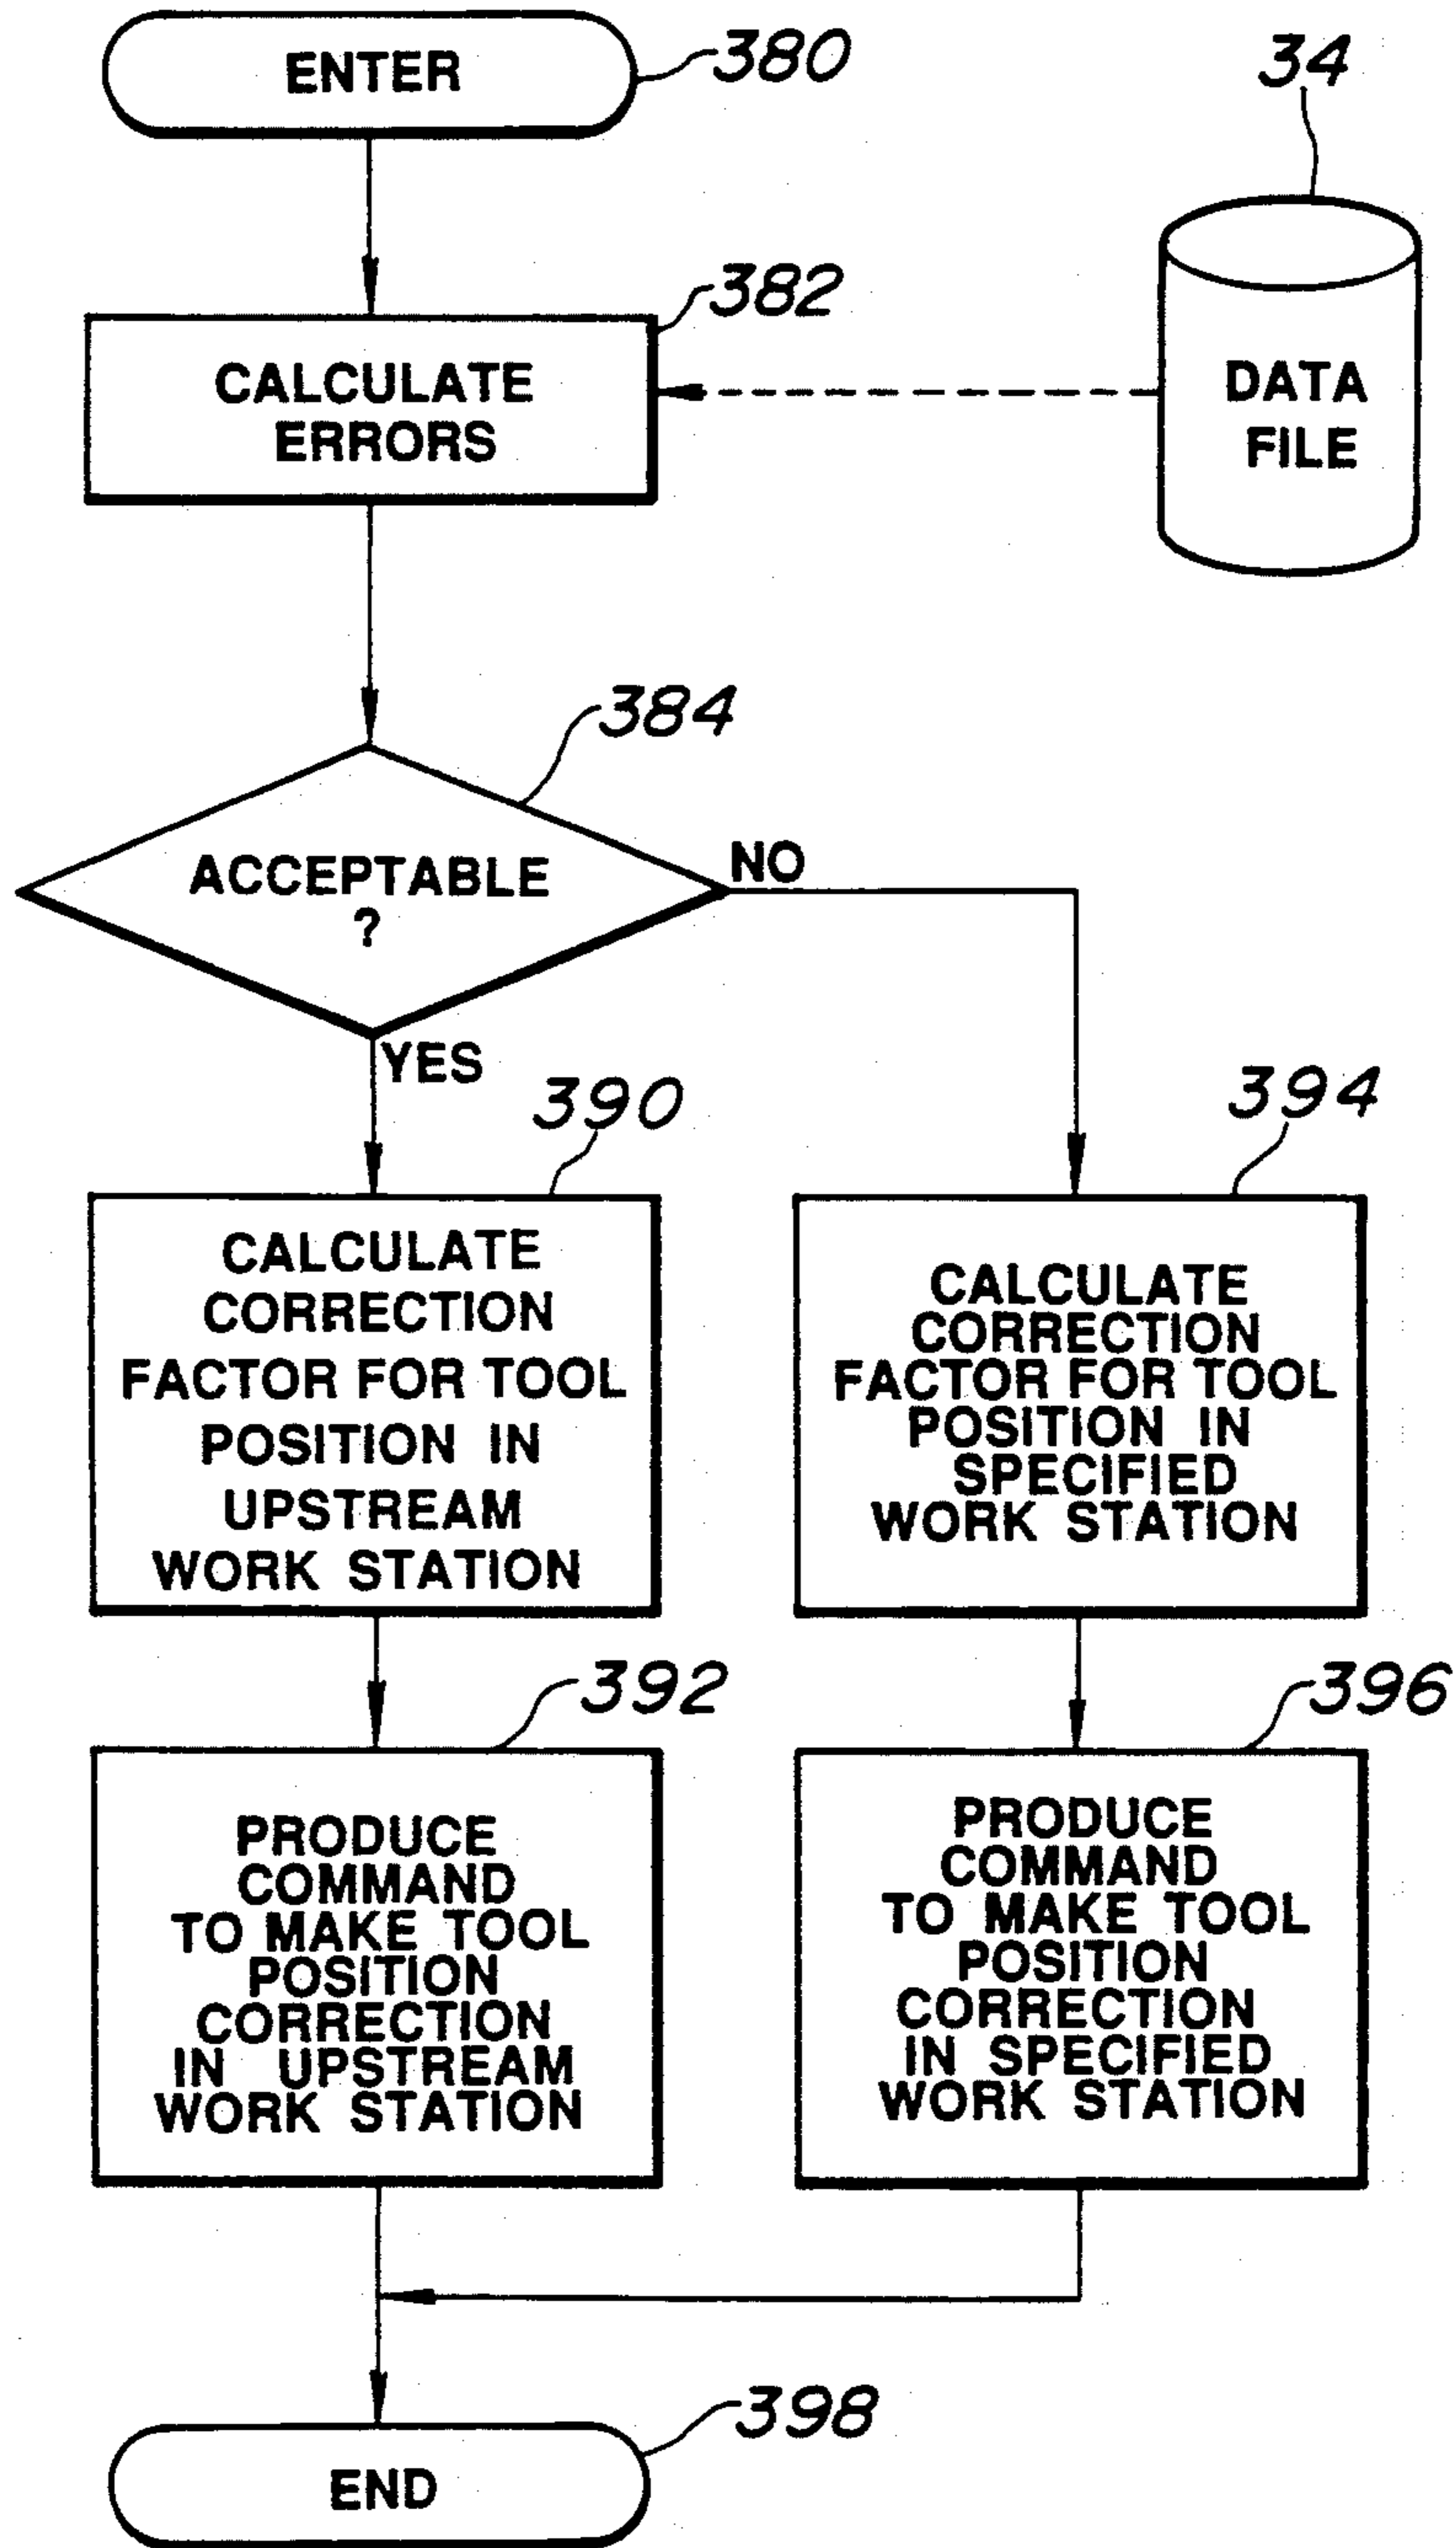 ENTER
380
34
382
CALCULATE
ERRORS
DATA
FILE
384
ACCEPTABLE
?
NO
YES
390
394
CALCULATE
CORRECTION
FACTOR FOR TOOL
POSITION IN
UPSTREAM
WORK STATION
CALCULATE
CORRECTION
FACTOR FOR TOOL
POSITION IN
SPECIFIED
WORK STATION
392
396
PRODUCE
COMMAND
TO MAKE TOOL
POSITION
CORRECTION
IN UPSTREAM
WORK STATION
PRODUCE
COMMAND
TO MAKE TOOL
POSITION
CORRECTION
IN SPECIFIED
WORK STATION
398
END